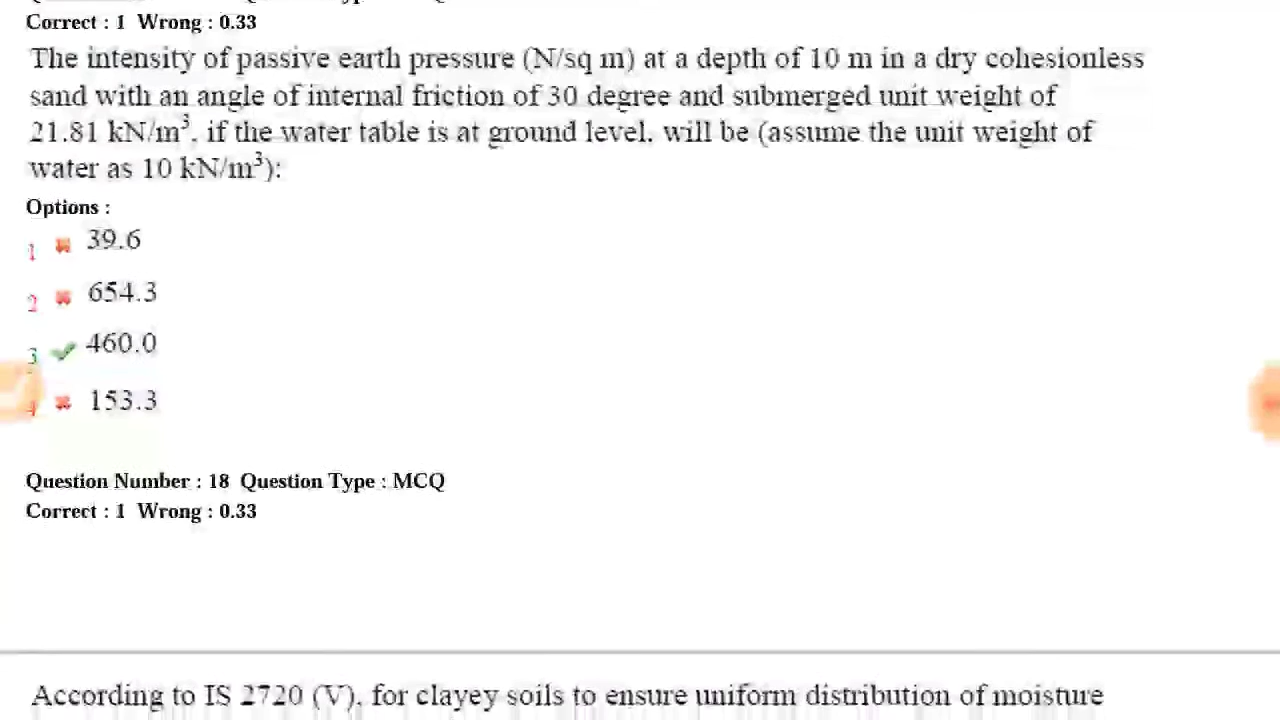 Correct : 1 Wrong : 0.33
The intensity of passive earth pressure (N/sq m) at a depth of 10 m in a dry cohesionless
sand with an angle of internal friction of 30 degree and submerged unit weight of
21.81 kN/m³, if the water table is at ground level, will be (assume the unit weight of
water as 10 kN/m³):
Options :
1 39.6
2 654.3
3 460.0
4 153.3
Question Number : 18 Question Type : MCQ
Correct : 1 Wrong : 0.33
According to IS 2720 (V), for clayey soils to ensure uniform distribution of moisture